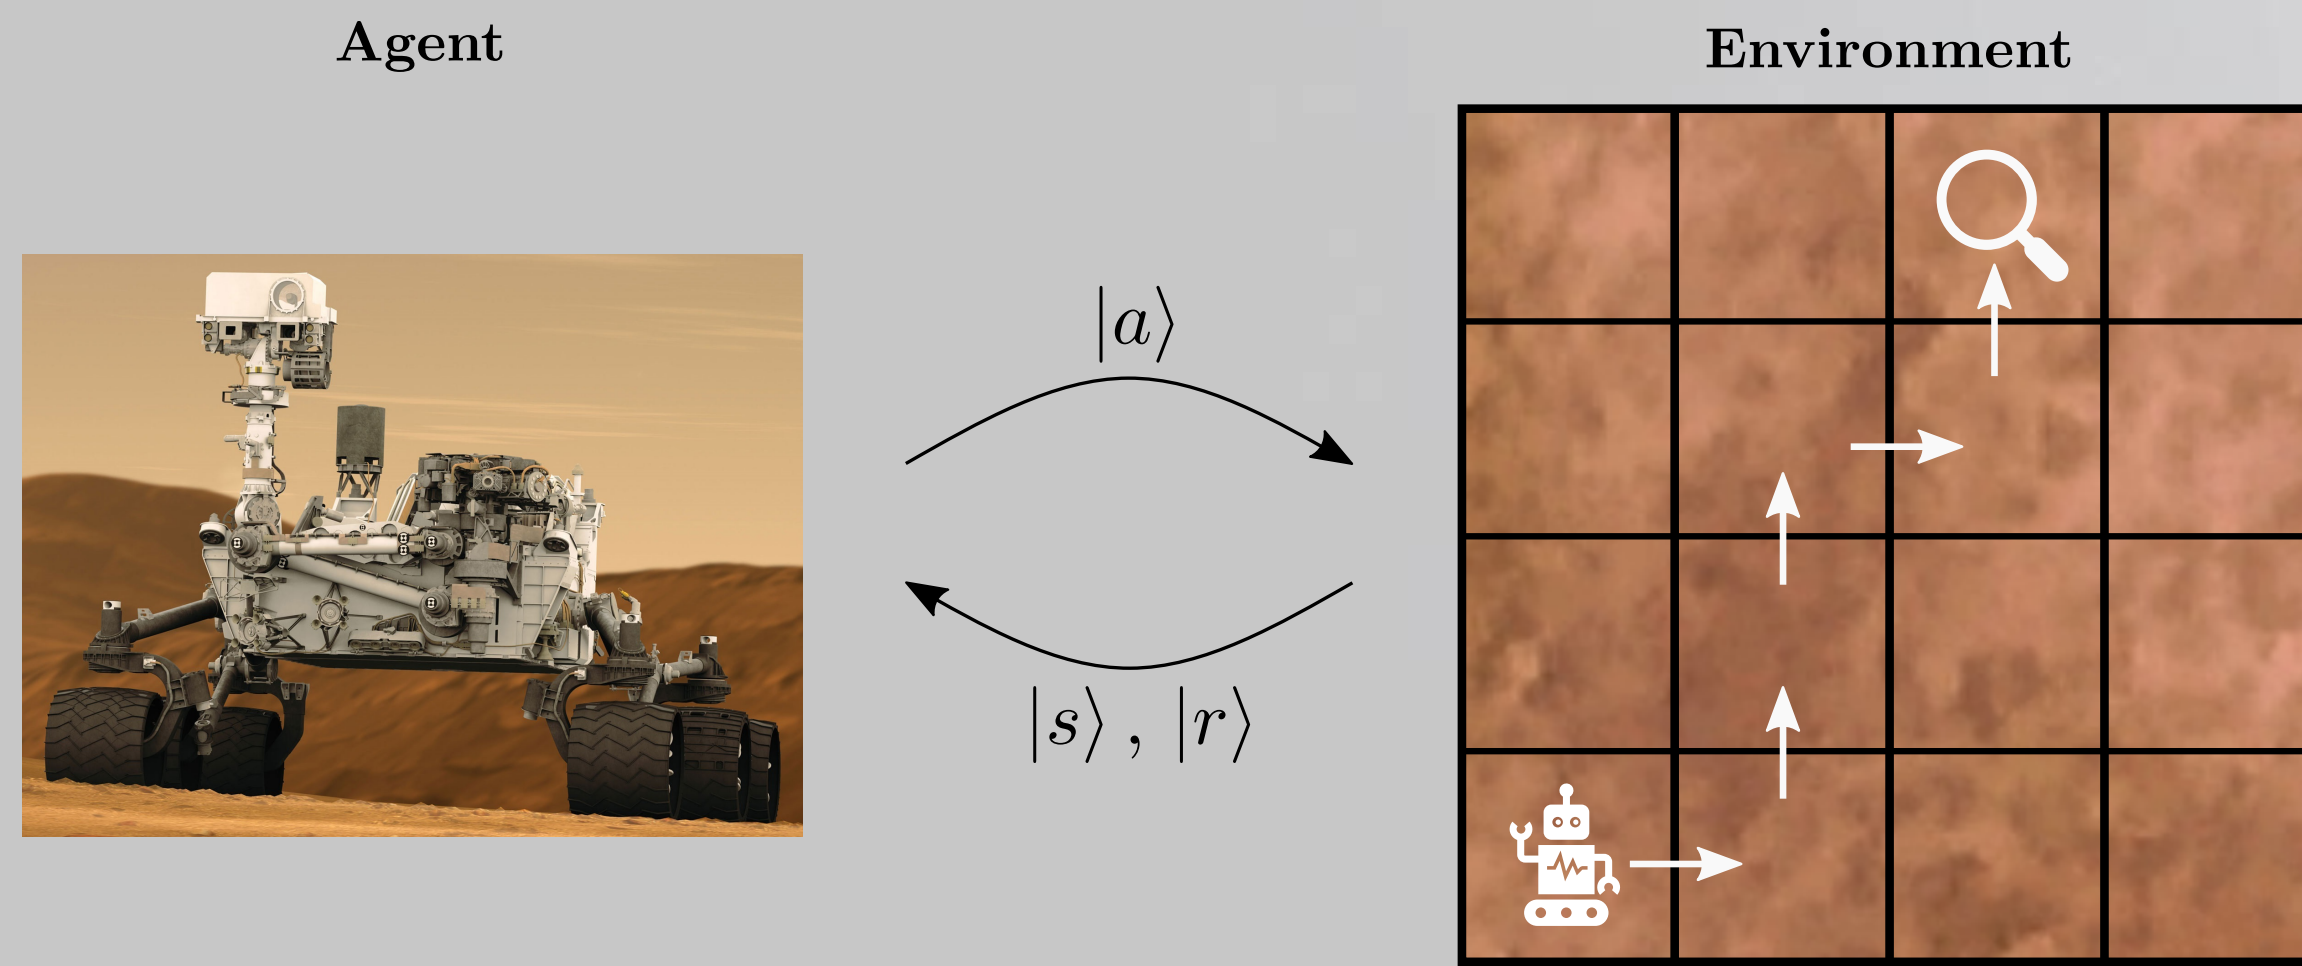 Agent
Environment
|a⟩
|s⟩ , |r⟩